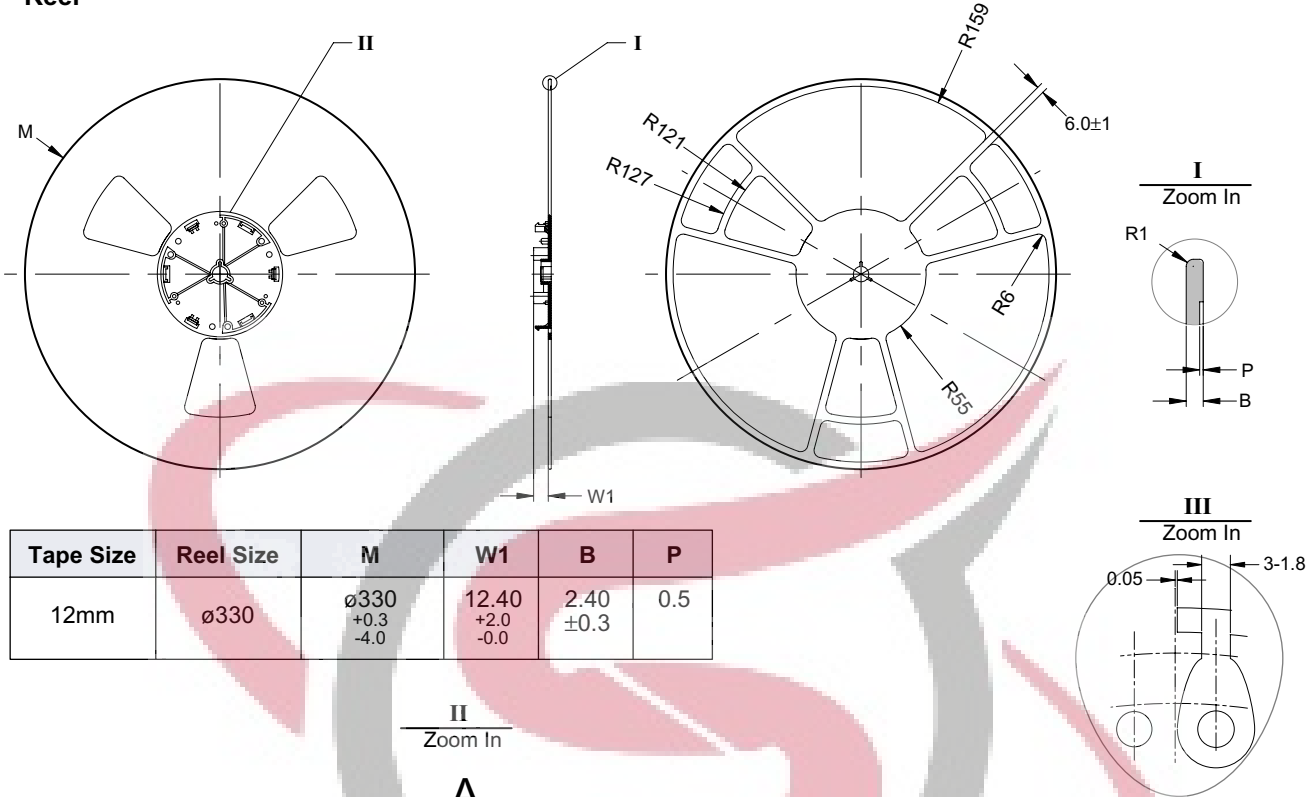 Reel
II
M
I
R159
6.0±1
R121
R127
R6
R55
W1
I
Zoom In
R1
P
B
Tape Size Reel Size M W1 B P
12mm ø330 ø330 +0.3 -4.0 12.40 +2.0 -0.0 2.40 ±0.3 0.5
III
Zoom In
0.05
3-1.8
II
Zoom In